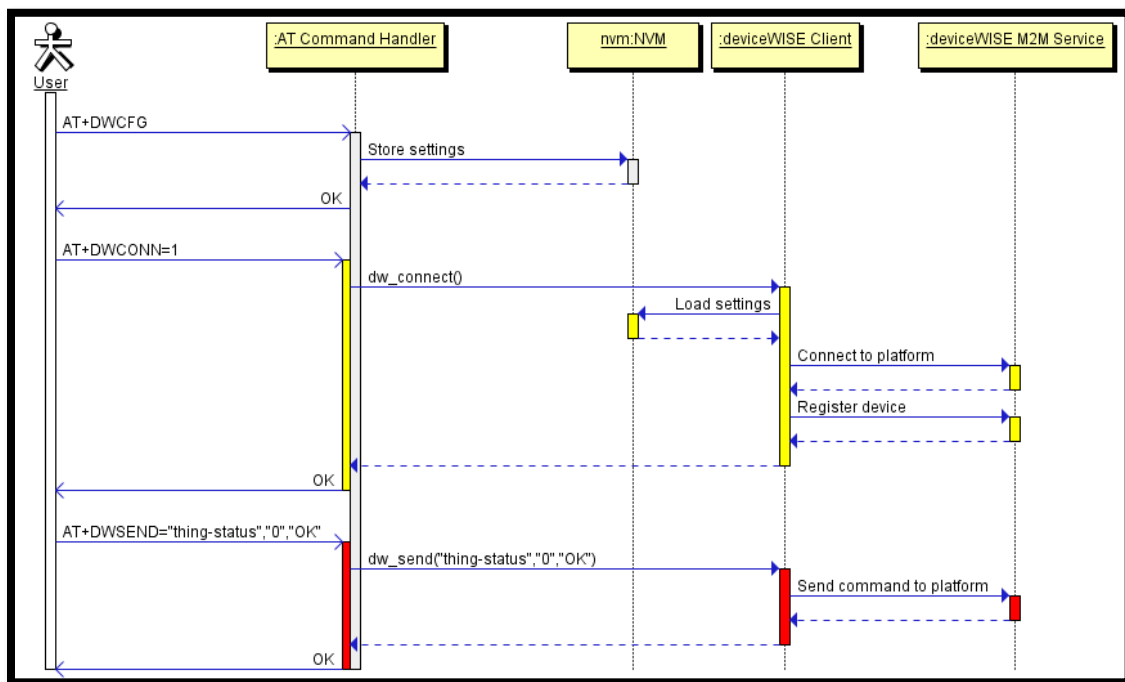 :AT Command Handler
nvm:NVM
:deviceWISE Client
:deviceWISE M2M Service
User
AT+DWCFG
Store settings
OK
AT+DWCONN=1
dw_connect()
Load settings
Connect to platform
Register device
OK
AT+DWSEND="thing-status","0","OK"
dw_send("thing-status","0","OK")
Send command to platform
OK